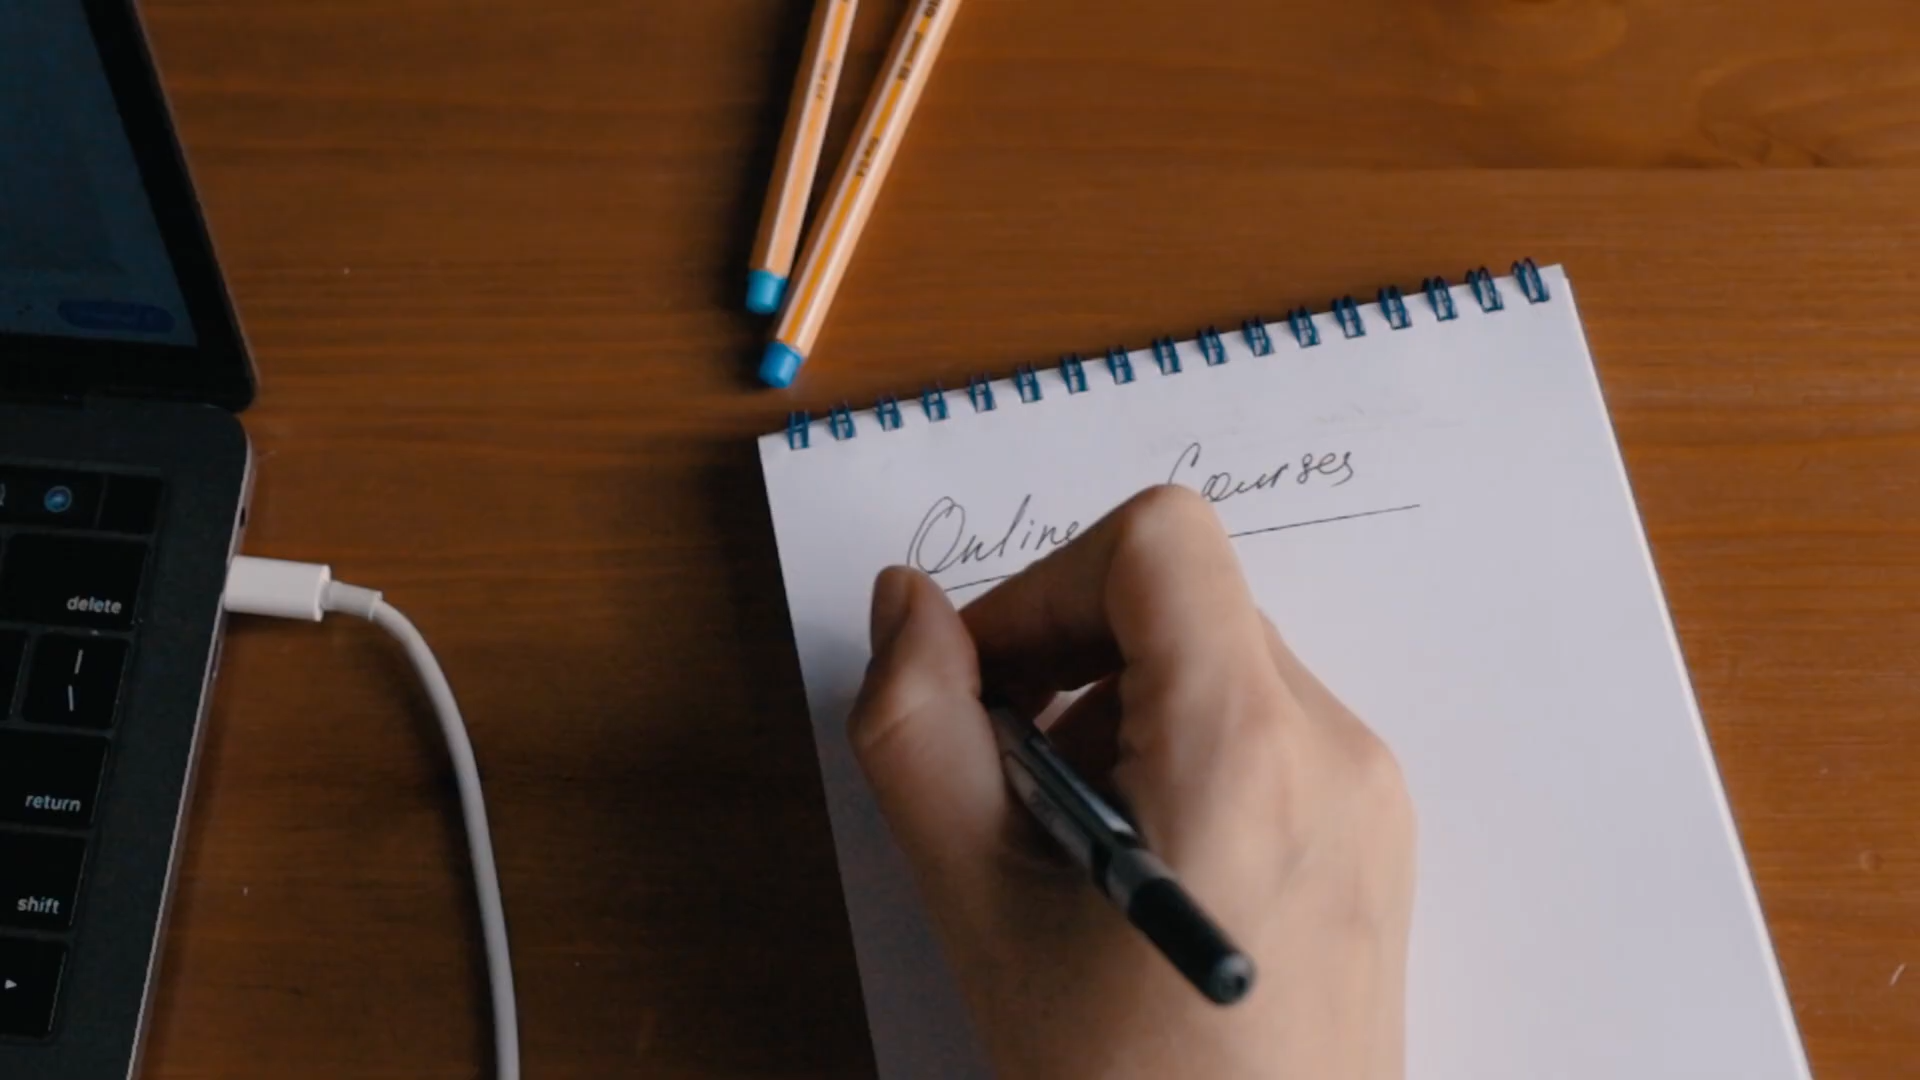 Online Courses
delete
|
\
return
shift